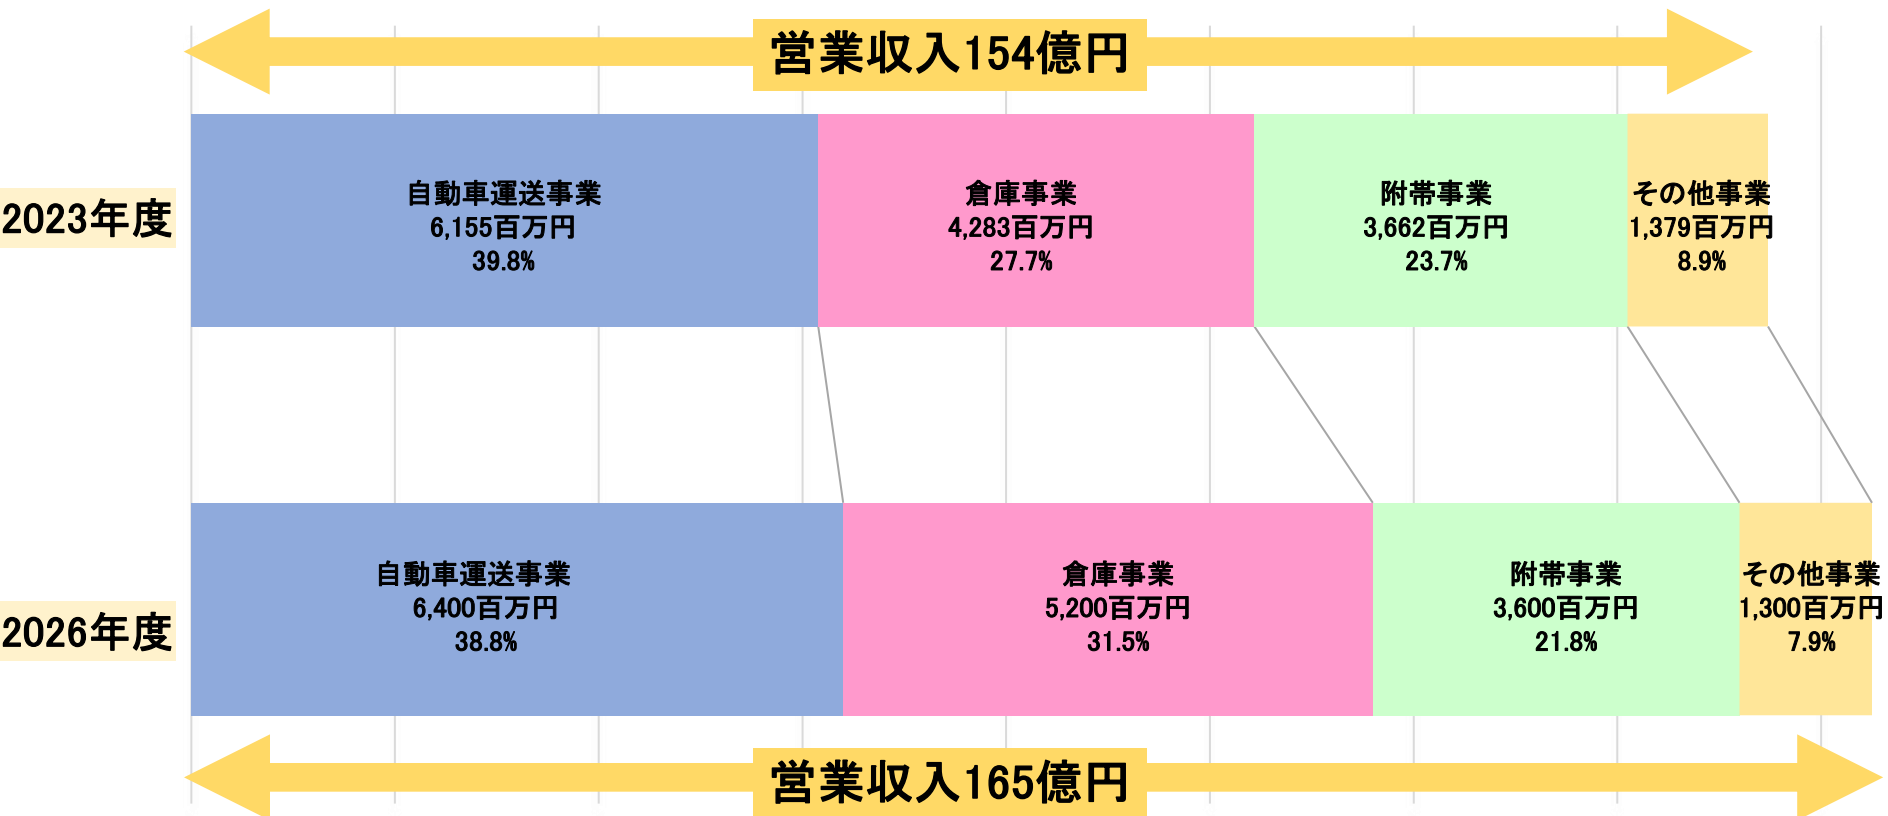 営業収入154億円
2023年度
自動車運送事業
6,155百万円
39.8%
倉庫事業
4,283百万円
27.7%
附帯事業
3,662百万円
23.7%
その他事業
1,379百万円
8.9%
2026年度
自動車運送事業
6,400百万円
38.8%
倉庫事業
5,200百万円
31.5%
附帯事業
3,600百万円
21.8%
その他事業
1,300百万円
7.9%
営業収入165億円